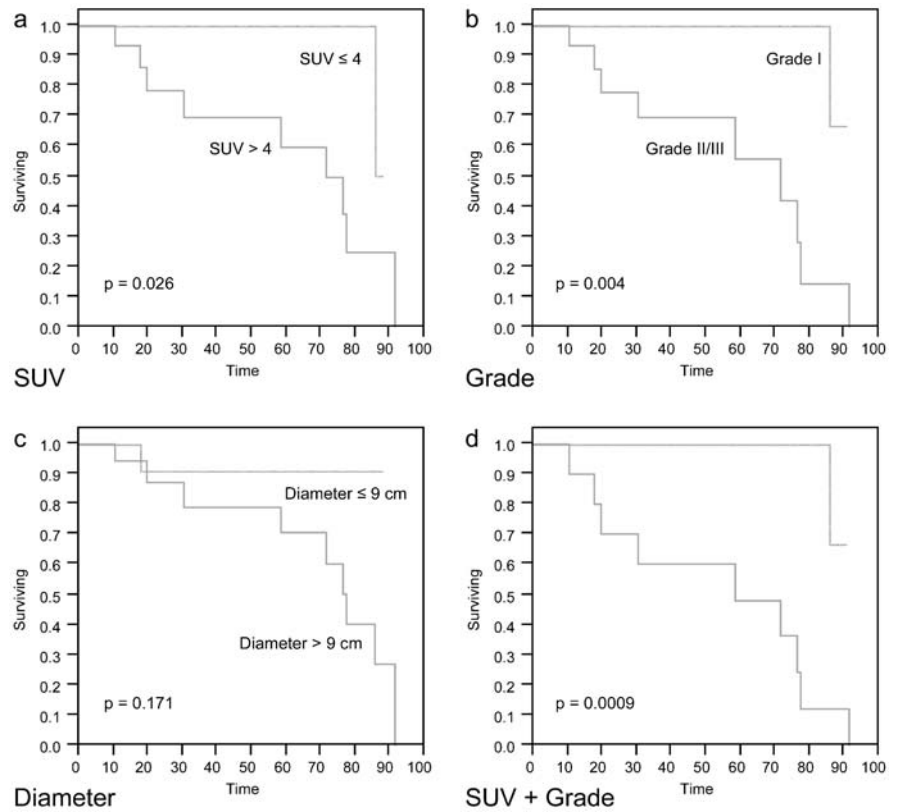 a
1.0
0.9
0.8
0.7
0.6
0.5
0.4
0.3
0.2
0.1
0.0
Surviving
SUV ≤ 4
SUV > 4
p = 0.026
0 10 20 30 40 50 60 70 80 90 100
Time
SUV
b
1.0
0.9
0.8
0.7
0.6
0.5
0.4
0.3
0.2
0.1
0.0
Surviving
Grade I
Grade II/III
p = 0.004
0 10 20 30 40 50 60 70 80 90 100
Time
Grade
c
1.0
0.9
0.8
0.7
0.6
0.5
0.4
0.3
0.2
0.1
0.0
Surviving
Diameter ≤ 9 cm
Diameter > 9 cm
p = 0.171
0 10 20 30 40 50 60 70 80 90 100
Time
Diameter
d
1.0
0.9
0.8
0.7
0.6
0.5
0.4
0.3
0.2
0.1
0.0
Surviving
p = 0.0009
0 10 20 30 40 50 60 70 80 90 100
Time
SUV + Grade